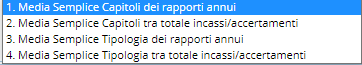 1. Media Semplice Capitoli dei rapporti annui
2. Media Semplice Capitoli tra totale incassi/accertamenti
3. Media Semplice Tipologia dei rapporti annui
4. Media Semplice Tipologia tra totale incassi/accertamenti